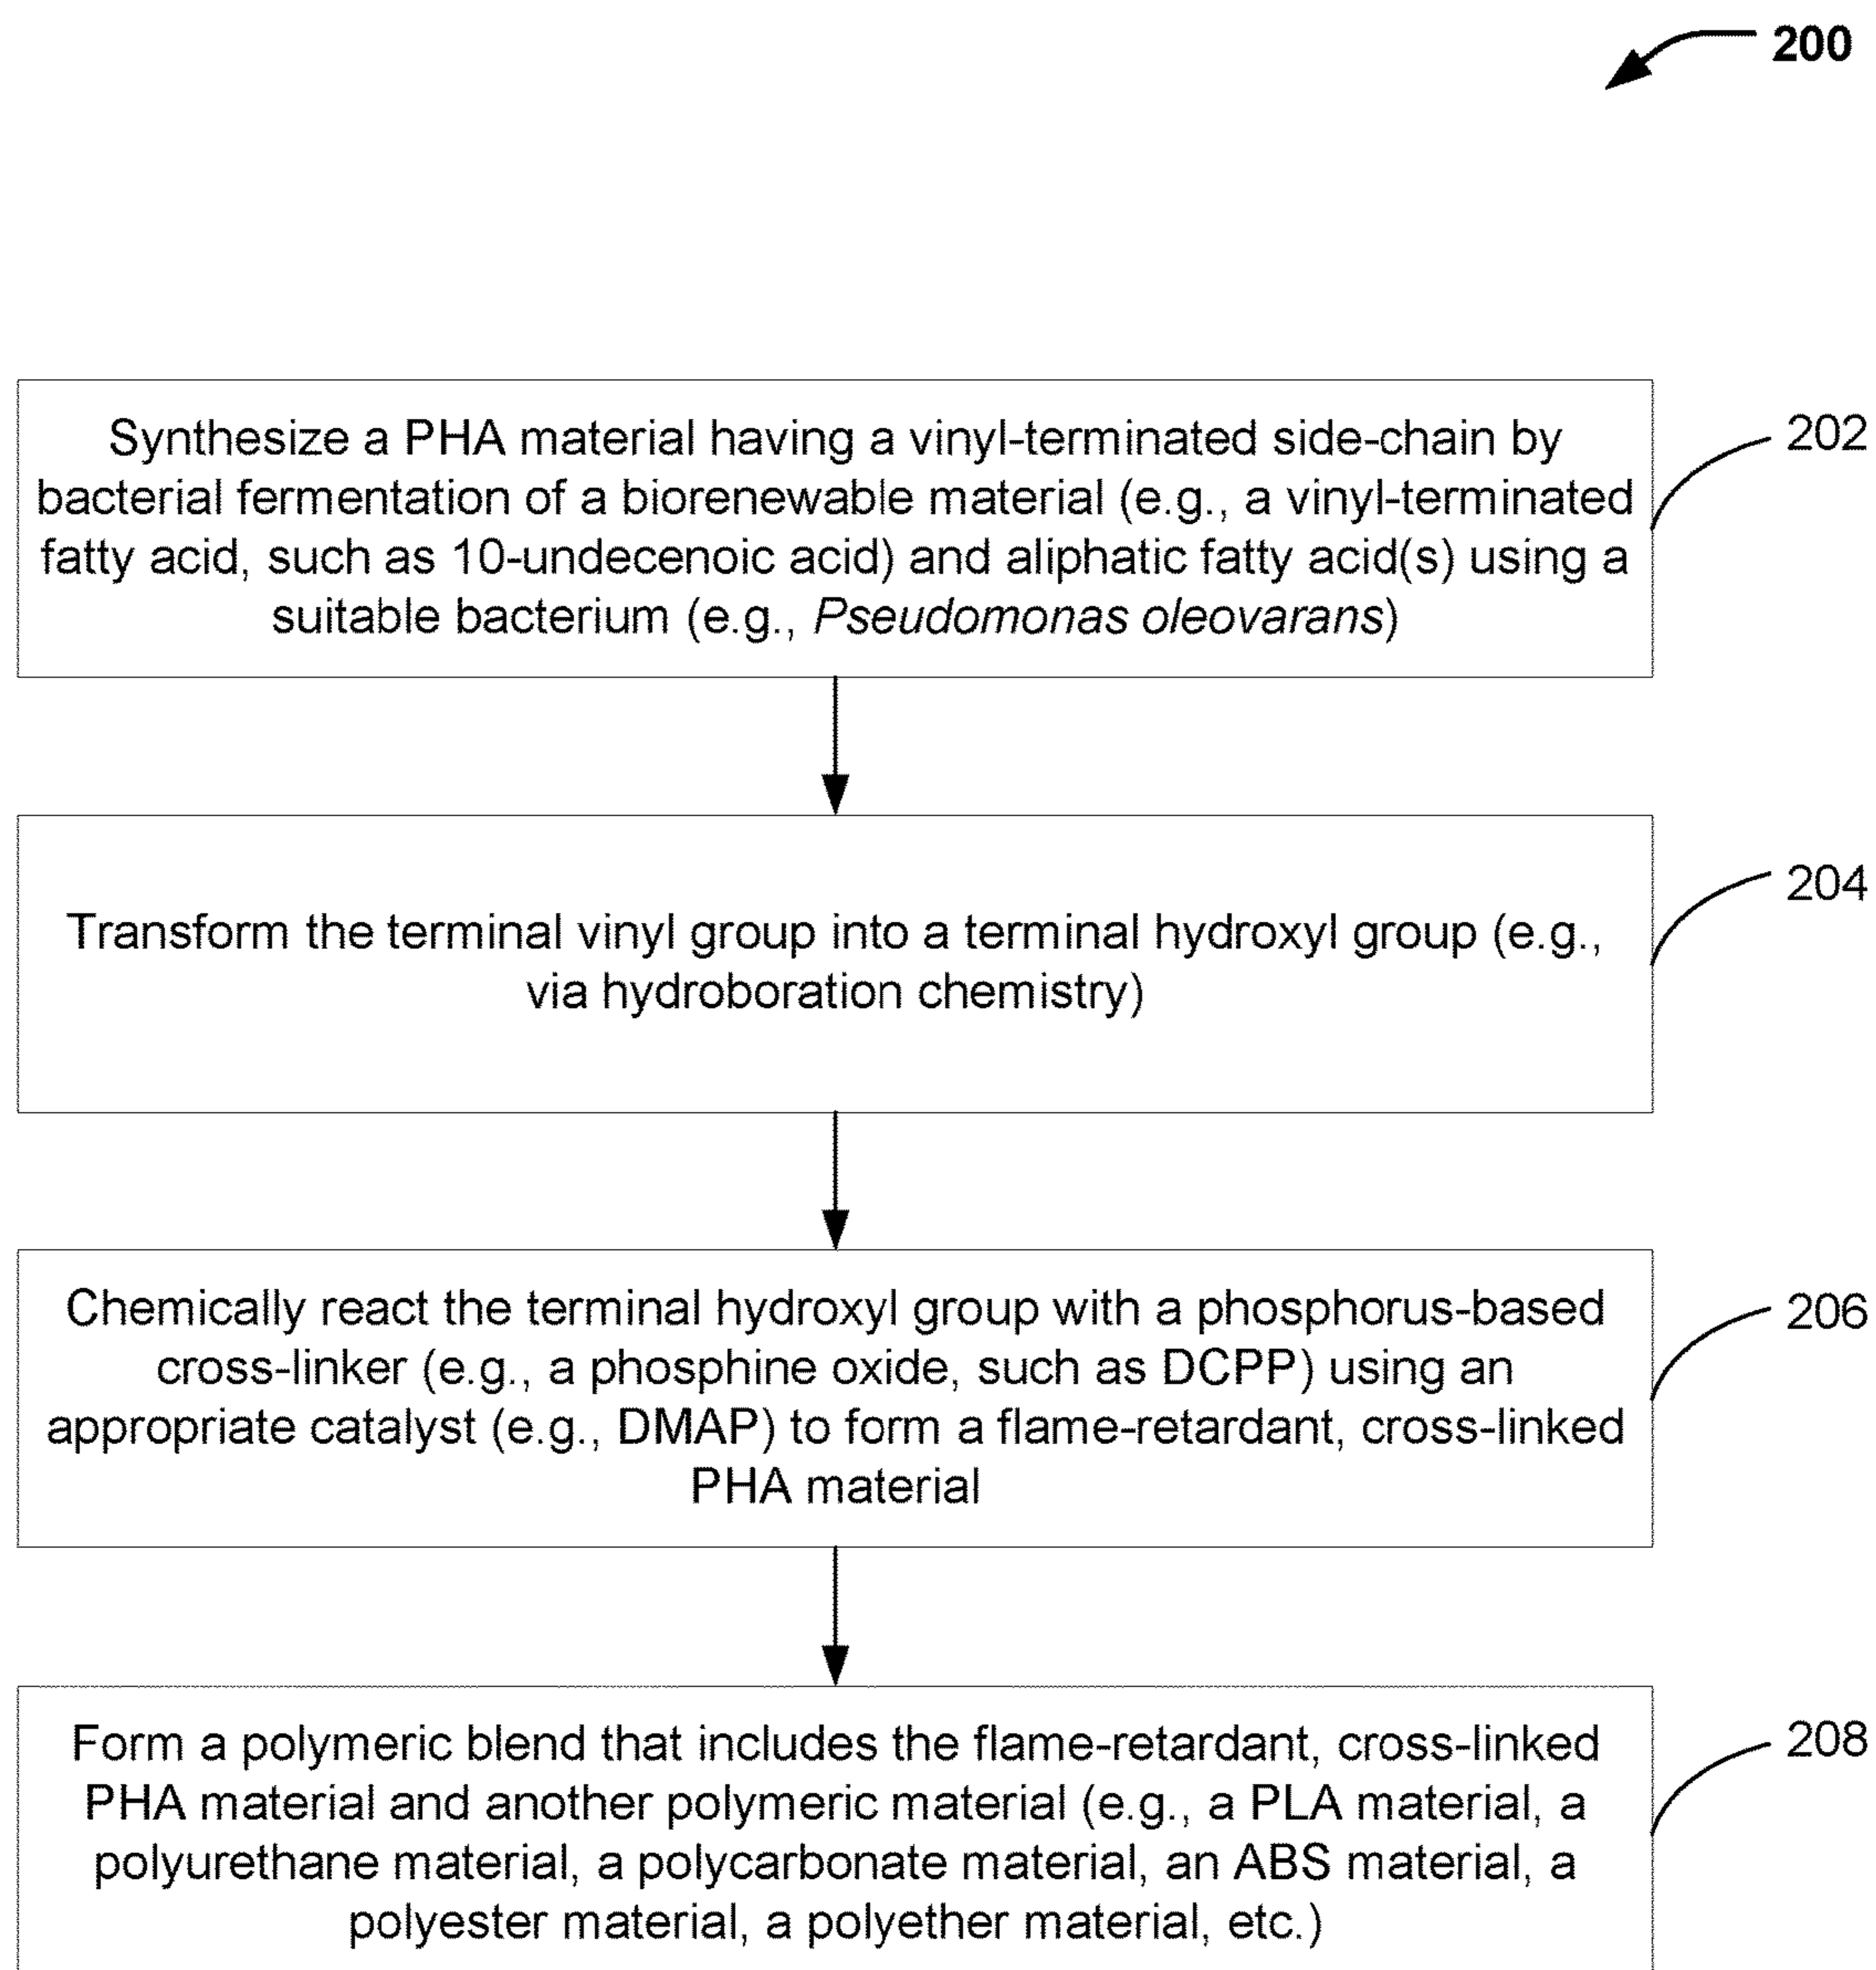 200
Synthesize a PHA material having a vinyl-terminated side-chain by
bacterial fermentation of a biorenewable material (e.g., a vinyl-terminated
fatty acid, such as 10-undecenoic acid) and aliphatic fatty acid(s) using a
suitable bacterium (e.g., Pseudomonas oleovarans)
202
Transform the terminal vinyl group into a terminal hydroxyl group (e.g.,
via hydroboration chemistry)
204
Chemically react the terminal hydroxyl group with a phosphorus-based
cross-linker (e.g., a phosphine oxide, such as DCPP) using an
appropriate catalyst (e.g., DMAP) to form a flame-retardant, cross-linked
PHA material
206
Form a polymeric blend that includes the flame-retardant, cross-linked
PHA material and another polymeric material (e.g., a PLA material, a
polyurethane material, a polycarbonate material, an ABS material, a
polyester material, a polyether material, etc.)
208